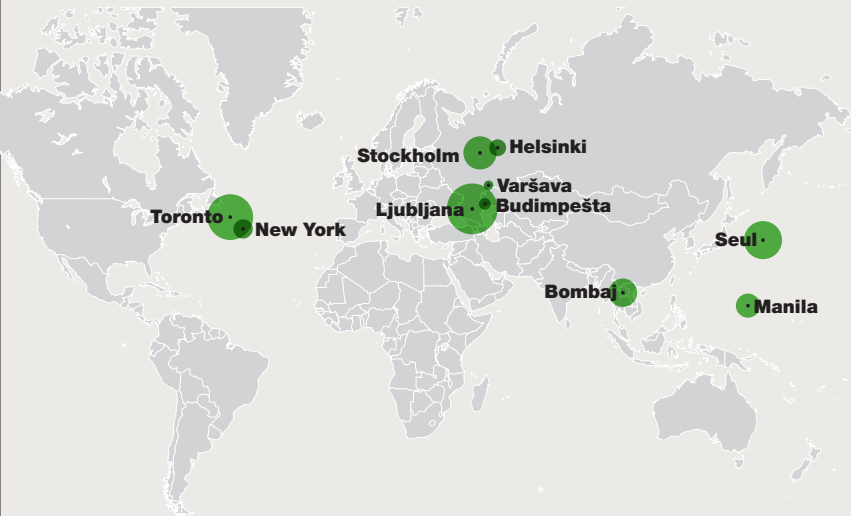 Helsinki
Stockholm
Varšava
Budimpešta
Ljubljana
Toronto
New York
Seul
Bombaj
Manila